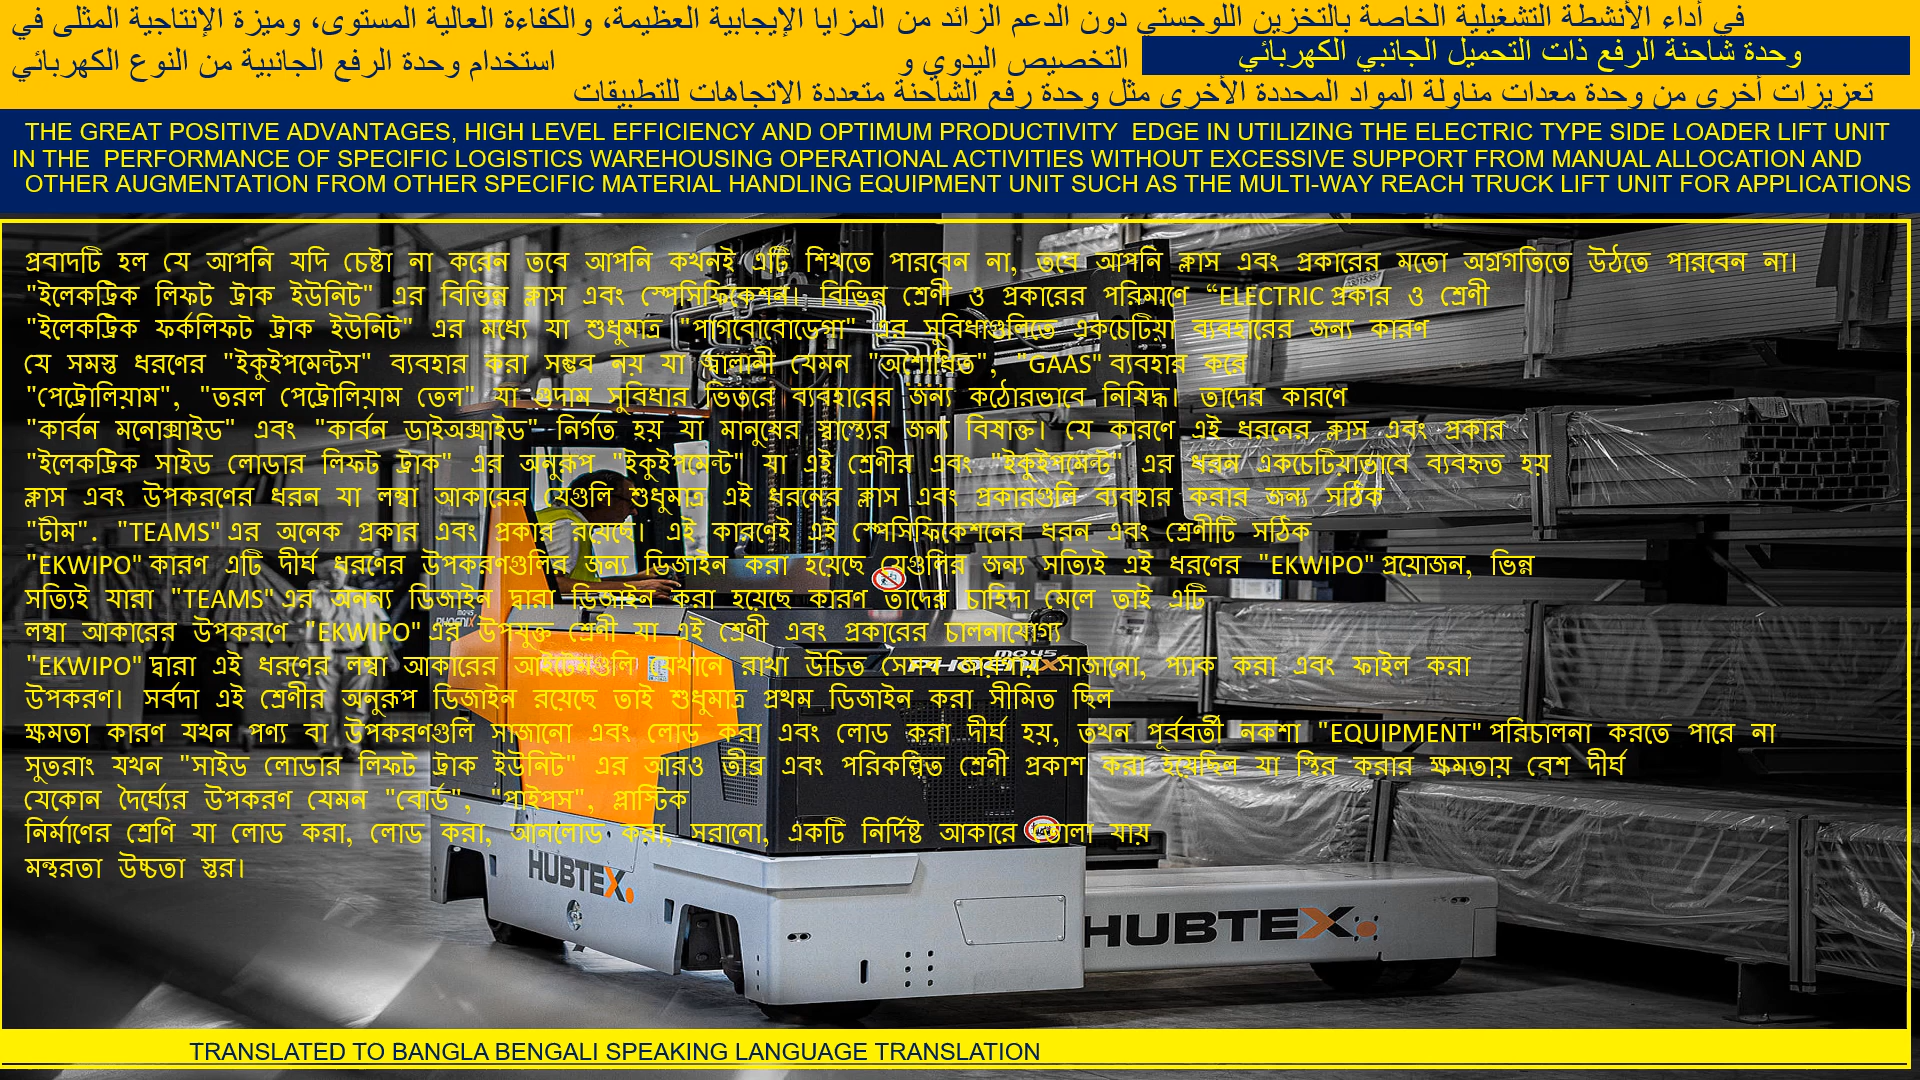 في أداء الأنشطة التشغيلية الخاصة بالتخزين اللوجستي دون الدعم الزائد من المزايا الإيجابية العظيمة، والكفاءة العالية المستوى، وميزة الإنتاجية المثلى في
وحدة شاحنة الرفع ذات التحميل الجانبي الكهربائي التخصيص اليدوي و استخدام وحدة الرفع الجانبية من النوع الكهربائي
تعزيزات أخرى من وحدة معدات مناولة المواد المحددة الأخرى مثل وحدة رفع الشاحنة متعددة الاتجاهات للتطبيقات
THE GREAT POSITIVE ADVANTAGES, HIGH LEVEL EFFICIENCY AND OPTIMUM PRODUCTIVITY EDGE IN UTILIZING THE ELECTRIC TYPE SIDE LOADER LIFT UNIT
IN THE PERFORMANCE OF SPECIFIC LOGISTICS WAREHOUSING OPERATIONAL ACTIVITIES WITHOUT EXCESSIVE SUPPORT FROM MANUAL ALLOCATION AND
OTHER AUGMENTATION FROM OTHER SPECIFIC MATERIAL HANDLING EQUIPMENT UNIT SUCH AS THE MULTI-WAY REACH TRUCK LIFT UNIT FOR APPLICATIONS
প্রবাদটি হল যে আপনি যদি চেষ্টা না করেন তবে আপনি কখনই এটি শিখতে পারবেন না, তবে আপনি ক্লাস এবং প্রকারের মতো অগ্রগতিতে উঠতে পারবেন না।
"ইলেকট্রিক লিফট ট্রাক ইউনিট" এর বিভিন্ন ক্লাস এবং স্পেসিফিকেশন। বিভিন্ন শ্রেণী ও প্রকারের পরিমাণে “ELECTRIC প্রকার ও শ্রেণী
"ইলেকট্রিক ফর্কলিফট ট্রাক ইউনিট" এর মধ্যে যা শুধুমাত্র "পাগবোবোডেগা" এর সুবিধাগুলিতে একচেটিয়া ব্যবহারের জন্য কারণ
যে সমস্ত ধরণের "ইকুইপমেন্টস" ব্যবহার করা সম্ভব নয় যা জ্বালানী যেমন "অশোধিত", "GAAS" ব্যবহার করে
"পেট্রোলিয়াম", "তরল পেট্রোলিয়াম তেল" যা গুদাম সুবিধার ভিতরে ব্যবহারের জন্য কঠোরভাবে নিষিদ্ধ। তাদের কারণে
"কার্বন মনোক্সাইড" এবং "কার্বন ডাইঅক্সাইড" নির্গত হয় যা মানুষের স্বাস্থ্যের জন্য বিষাক্ত। যে কারণে এই ধরনের ক্লাস এবং প্রকার
"ইলেকট্রিক সাইড লোডার লিফট ট্রাক" এর অনুরূপ "ইকুইপমেন্ট" যা এই শ্রেণীর এবং "ইকুইপমেন্ট" এর ধরন একচেটিয়াভাবে ব্যবহৃত হয়
ক্লাস এবং উপকরণের ধরন যা লম্বা আকারের যেগুলি শুধুমাত্র এই ধরনের ক্লাস এবং প্রকারগুলি ব্যবহার করার জন্য সঠিক
"টীম". "TEAMS" এর অনেক প্রকার এবং প্রকার রয়েছে। এই কারণেই এই স্পেসিফিকেশনের ধরন এবং শ্রেণীটি সঠিক
"EKWIPO" কারণ এটি দীর্ঘ ধরণের উপকরণগুলির জন্য ডিজাইন করা হয়েছে যেগুলির জন্য সত্যিই এই ধরণের "EKWIPO" প্রয়োজন, ভিন্ন
সত্যিই যারা "TEAMS" এর অনন্য ডিজাইন দ্বারা ডিজাইন করা হয়েছে কারণ তাদের চাহিদা মেলে তাই এটি
লম্বা আকারের উপকরণে "EKWIPO" এর উপযুক্ত শ্রেণী যা এই শ্রেণী এবং প্রকারের চালনাযোগ্য
"EKWIPO" দ্বারা এই ধরণের লম্বা আকারের আইটেমগুলি যেখানে রাখা উচিত সেসব জায়গায় সাজানো, প্যাক করা এবং ফাইল করা
উপকরণ। সর্বদা এই শ্রেণীর অনুরূপ ডিজাইন রয়েছে তাই শুধুমাত্র প্রথম ডিজাইন করা সীমিত ছিল
ক্ষমতা কারণ যখন পণ্য বা উপকরণগুলি সাজানো এবং লোড করা এবং লোড করা দীর্ঘ হয়, তখন পূর্ববর্তী নকশা "EQUIPMENT" পরিচালনা করতে পারে না
সুতরাং যখন "সাইড লোডার লিফট ট্রাক ইউনিট" এর আরও তীব্র এবং পরিকল্পিত শ্রেণী প্রকাশ করা হয়েছিল যা স্থির করার ক্ষমতায় বেশ দীর্ঘ
যেকোন দৈর্ঘ্যের উপকরণ যেমন "বোর্ড", "পাইপস", প্লাস্টিক
নির্মাণের শ্রেণি যা লোড করা, লোড করা, আনলোড করা, সরানো, একটি নির্দিষ্ট আকারে তোলা যায়
মন্থরতা উচ্চতা স্তর।
MQ45
PHOENIX
MQ45
PHOENIX
HUBTEX
HUBTEX
TRANSLATED TO BANGLA BENGALI SPEAKING LANGUAGE TRANSLATION